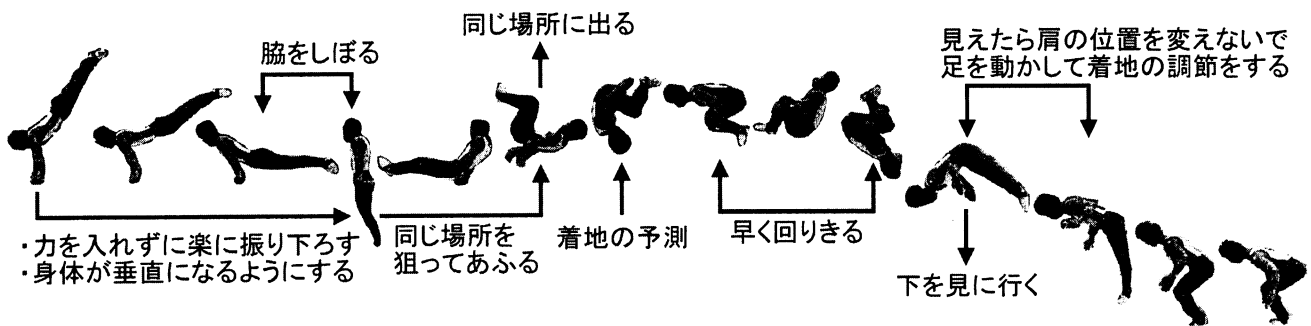 同じ場所に出る
脇をしぼる
見えたら肩の位置を変えないで
足を動かして着地の調節をする
・力を入れずに楽に振り下ろす
・身体が垂直になるようにする
同じ場所を
狙ってあふる
着地の予測
早く回りきる
下を見に行く